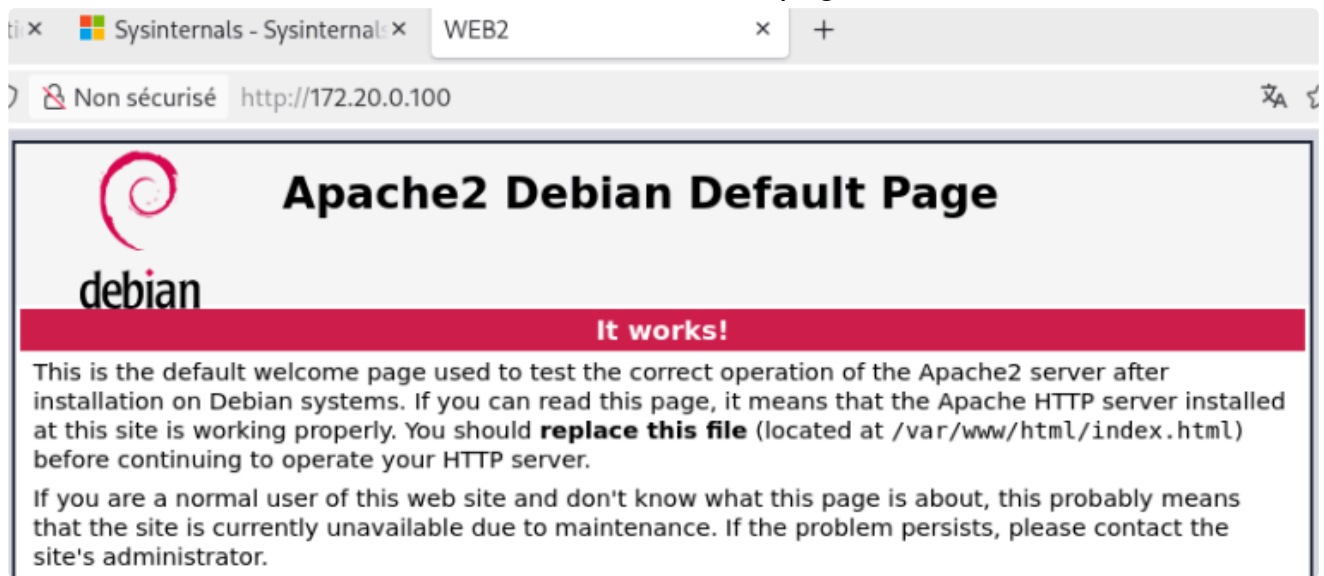 Sysinternals - Sysinternals WEB2
Non sécurisé http://172.20.0.100
debian
Apache2 Debian Default Page
It works!
This is the default welcome page used to test the correct operation of the Apache2 server after
installation on Debian systems. If you can read this page, it means that the Apache HTTP server installed
at this site is working properly. You should replace this file (located at /var/www/html/index.html)
before continuing to operate your HTTP server.
If you are a normal user of this web site and don't know what this page is about, this probably means
that the site is currently unavailable due to maintenance. If the problem persists, please contact the
site's administrator.